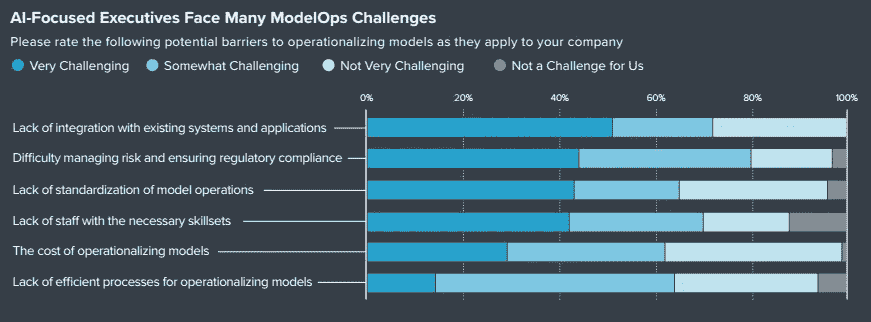 AI-Focused Executives Face Many ModelOps Challenges
Please rate the following potential barriers to operationalizing models as they apply to your company
Very Challenging Somewhat Challenging Not Very Challenging Not a Challenge for Us
0% 20% 40% 60% 80% 100%
Lack of integration with existing systems and applications
Difficulty managing risk and ensuring regulatory compliance
Lack of standardization of model operations
Lack of staff with the necessary skillsets
The cost of operationalizing models
Lack of efficient processes for operationalizing models